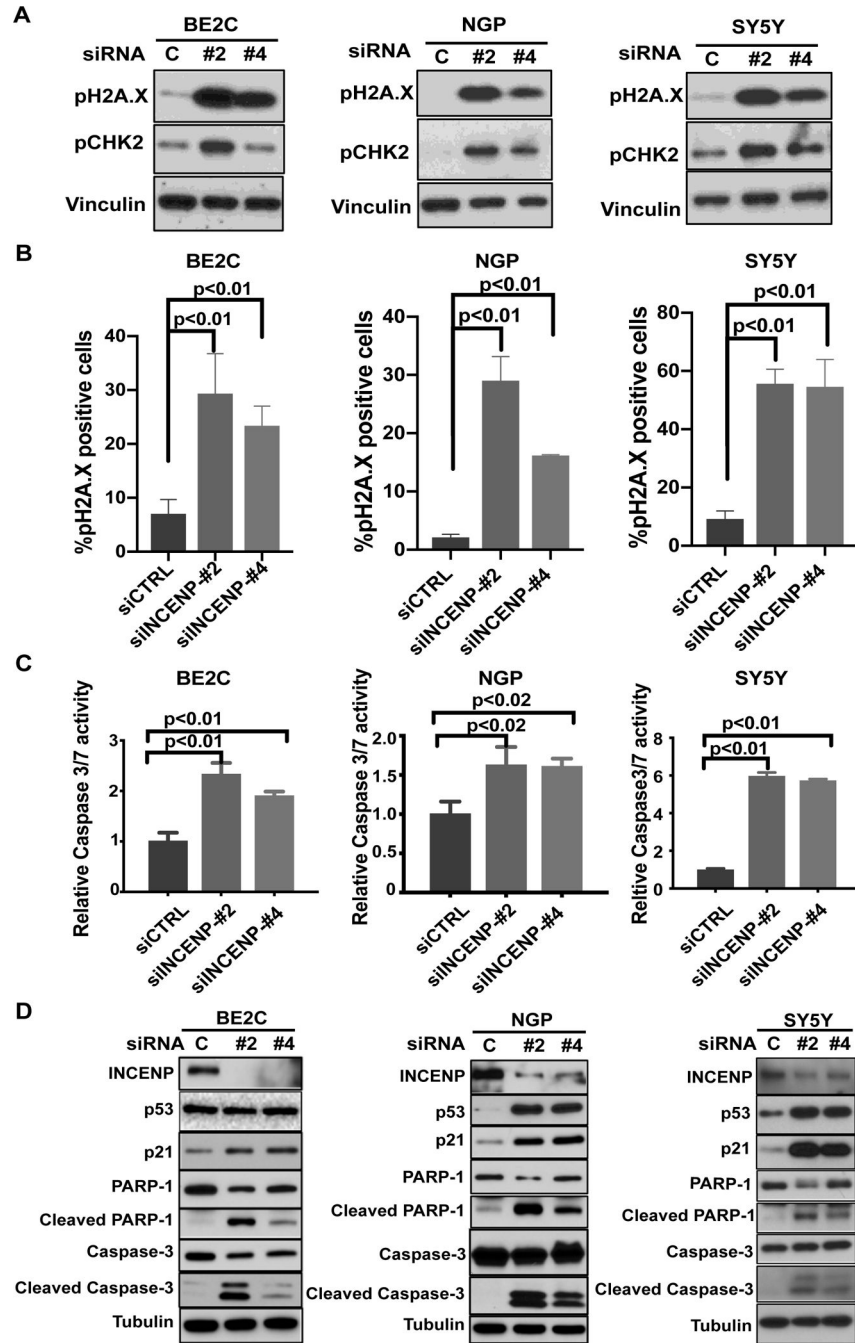 A
BE2C
siRNA C #2 #4
pH2A.X
pCHK2
Vinculin
NGP
siRNA C #2 #4
pH2A.X
pCHK2
Vinculin
SY5Y
siRNA C #2 #4
pH2A.X
pCHK2
Vinculin
B
BE2C
p<0.01
p<0.01
%pH2A.X positive cells
40
30
20
10
0
siCTRL
siINCENP-#2
siINCENP-#4
NGP
p<0.01
p<0.01
%pH2A.X positive cells
40
30
20
10
0
siCTRL
siINCENP-#2
siINCENP-#4
SY5Y
p<0.01
p<0.01
%pH2A.X positive cells
80
60
40
20
0
siCTRL
siINCENP-#2
siINCENP-#4
C
BE2C
p<0.01
p<0.01
Relative Caspase 3/7 activity
3
2
1
0
siCTRL
siINCENP-#2
siINCENP-#4
NGP
p<0.02
p<0.02
Relative Caspase 3/7 activity
2.0
1.5
1.0
0.5
0.0
siCTRL
siINCENP-#2
siINCENP-#4
SY5Y
p<0.01
p<0.01
Reltive Caspase3/7 activity
8
6
4
2
0
siCTRL
siINCENP-#2
siINCENP-#4
D
BE2C
siRNA C #2 #4
INCENP
p53
p21
PARP-1
Cleaved PARP-1
Caspase-3
Cleaved Caspase-3
Tubulin
NGP
siRNA C #2 #4
INCENP
p53
p21
PARP-1
Cleaved PARP-1
Caspase-3
Cleaved Caspase-3
Tubulin
SY5Y
siRNA C #2 #4
INCENP
p53
p21
PARP-1
Cleaved PARP-1
Caspase-3
Cleaved Caspase-3
Tubulin